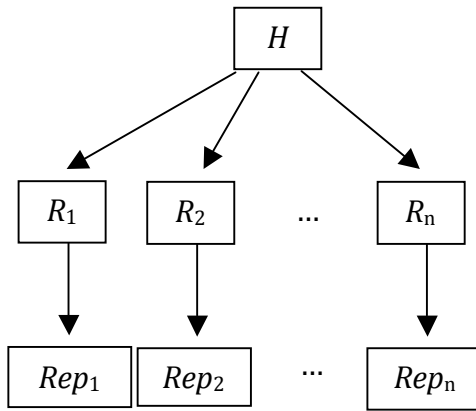 H
R₁ R₂ ... Rₙ
Rep₁ Rep₂ ... Repₙ